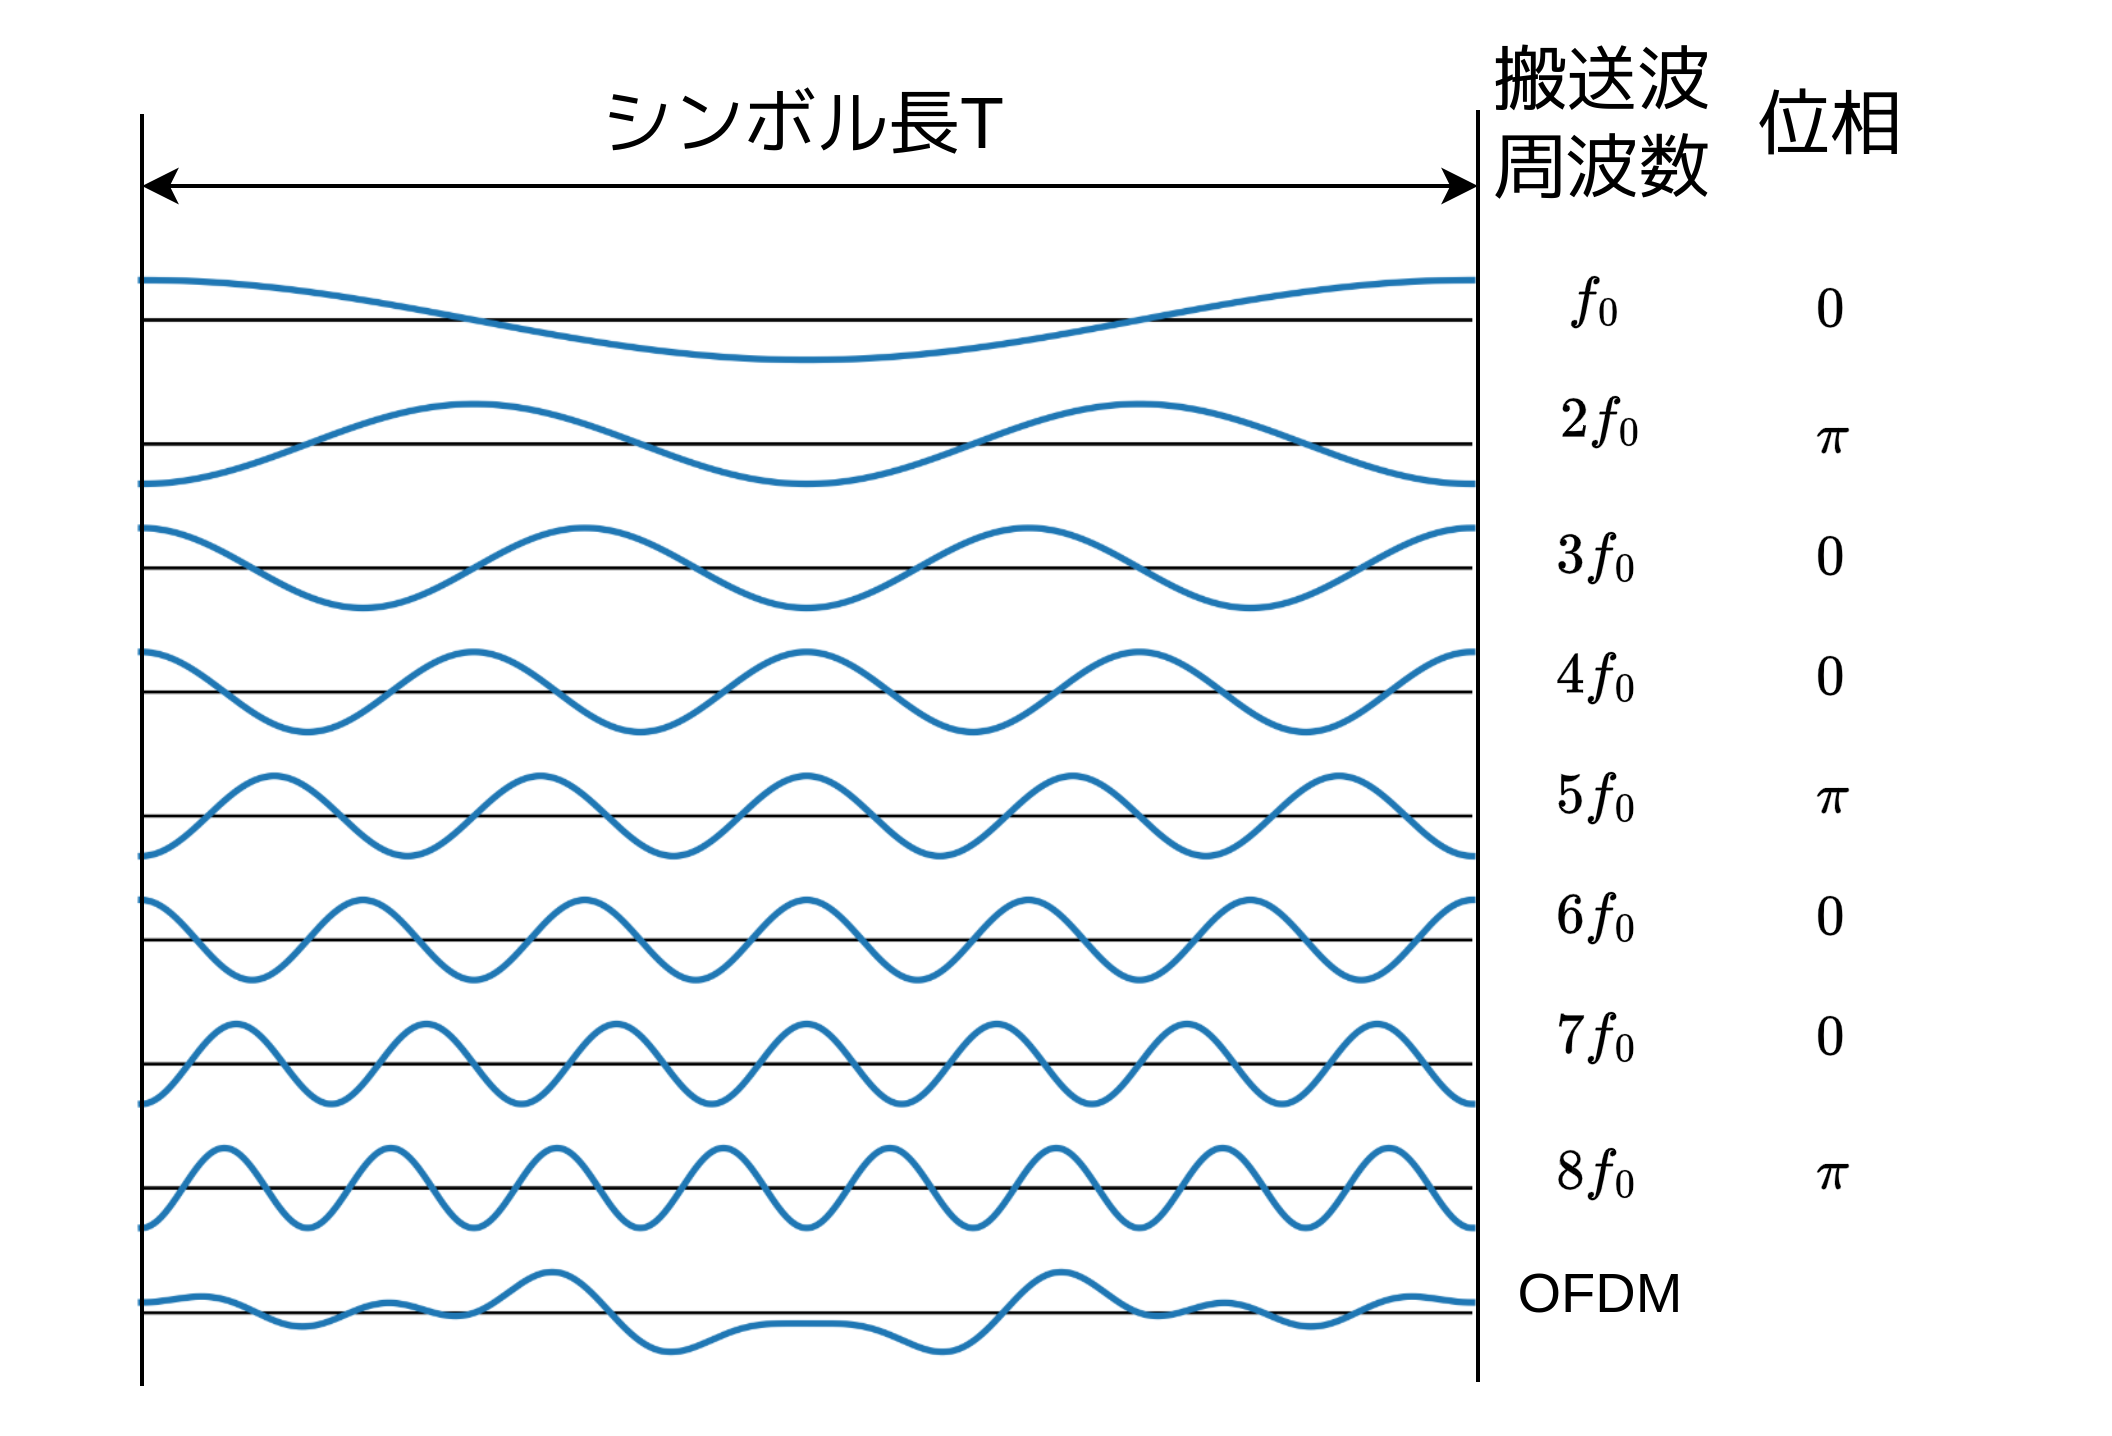 シンボル長T
搬送波
周波数
位相
f₀ 0
2f₀ π
3f₀ 0
4f₀ 0
5f₀ π
6f₀ 0
7f₀ 0
8f₀ π
OFDM